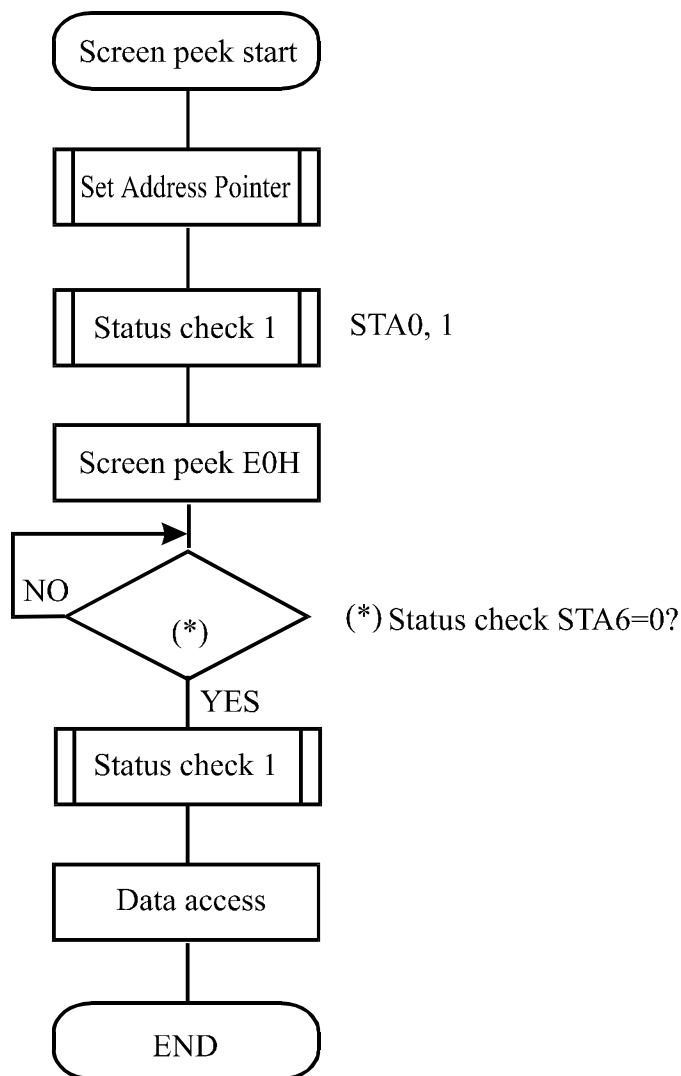 Screen peek start
Set Address Pointer
Status check 1
STA0, 1
Screen peek E0H
NO
(*)
(*) Status check STA6=0?
YES
Status check 1
Data access
END